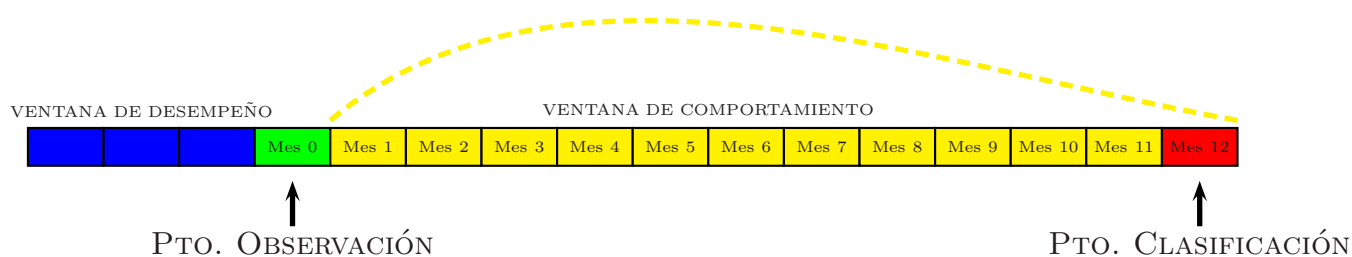 VENTANA DE DESEMPEÑO
VENTANA DE COMPORTAMIENTO
Mes 0 Mes 1 Mes 2 Mes 3 Mes 4 Mes 5 Mes 6 Mes 7 Mes 8 Mes 9 Mes 10 Mes 11 Mes 12
PTO. OBSERVACIÓN
PTO. CLASIFICACIÓN